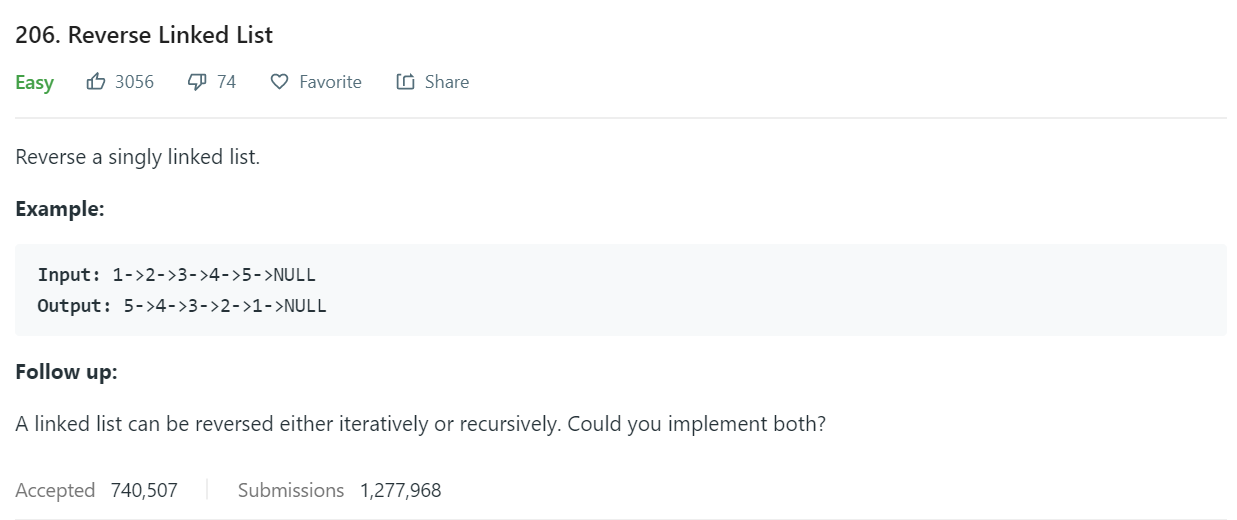 206. Reverse Linked List
Easy 3056 74 Favorite Share
Reverse a singly linked list.
Example:
Input: 1->2->3->4->5->NULL
Output: 5->4->3->2->1->NULL
Follow up:
A linked list can be reversed either iteratively or recursively. Could you implement both?
Accepted 740,507 Submissions 1,277,968